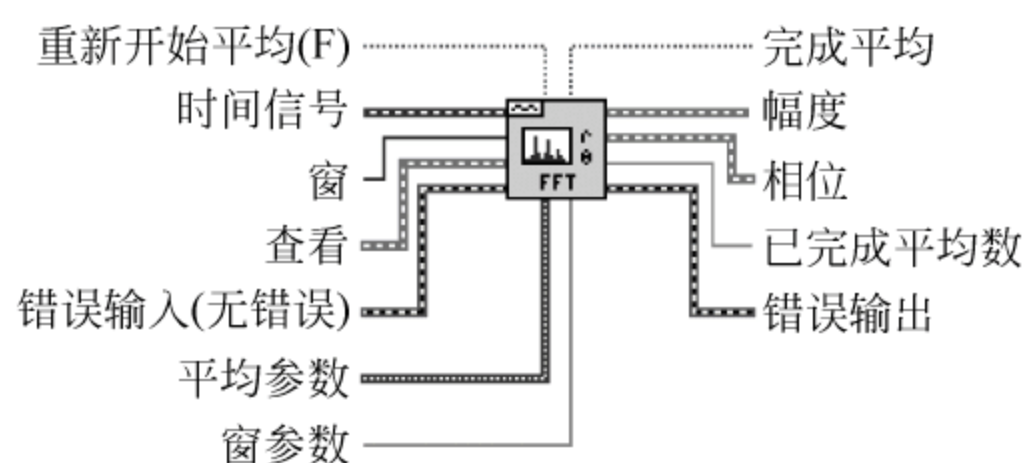 重新开始平均(F)
完成平均
时间信号
幅度
窗
相位
FFT
查看
已完成平均数
错误输入(无错误)
错误输出
平均参数
窗参数